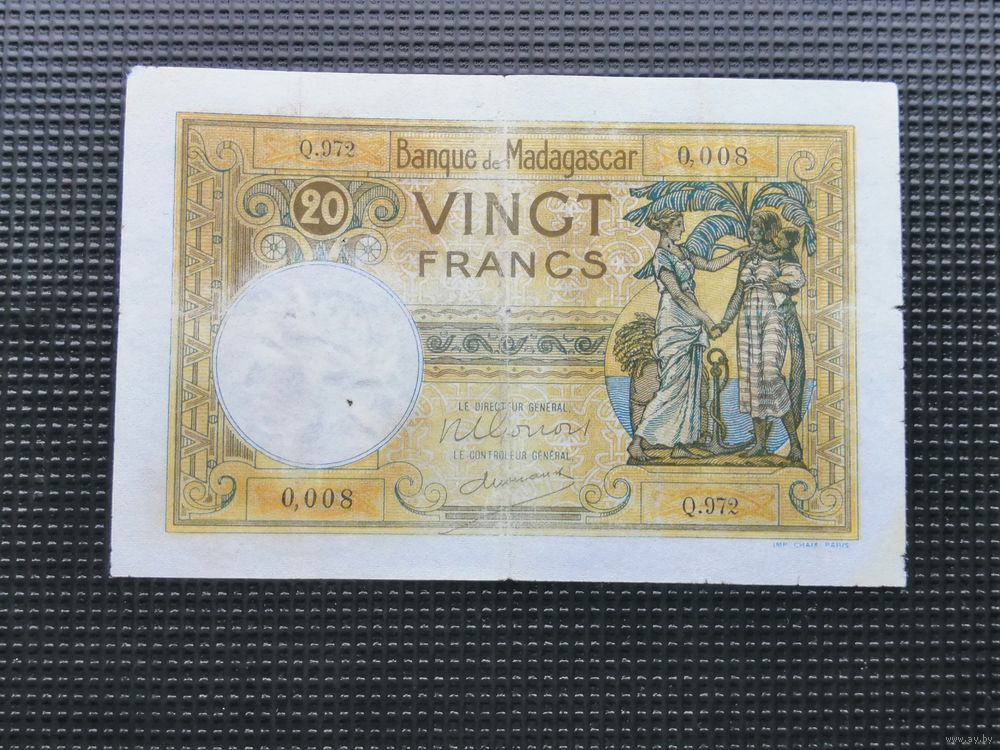 Q.972 Banque de Madagascar 0,008
20 VINGT
FRANCS
LE DIRECTEUR GÉNÉRAL,
LE CONTROLEUR GÉNÉRAL
0,008 Q.972
IMP. CHAIX PARIS
www.ay.by